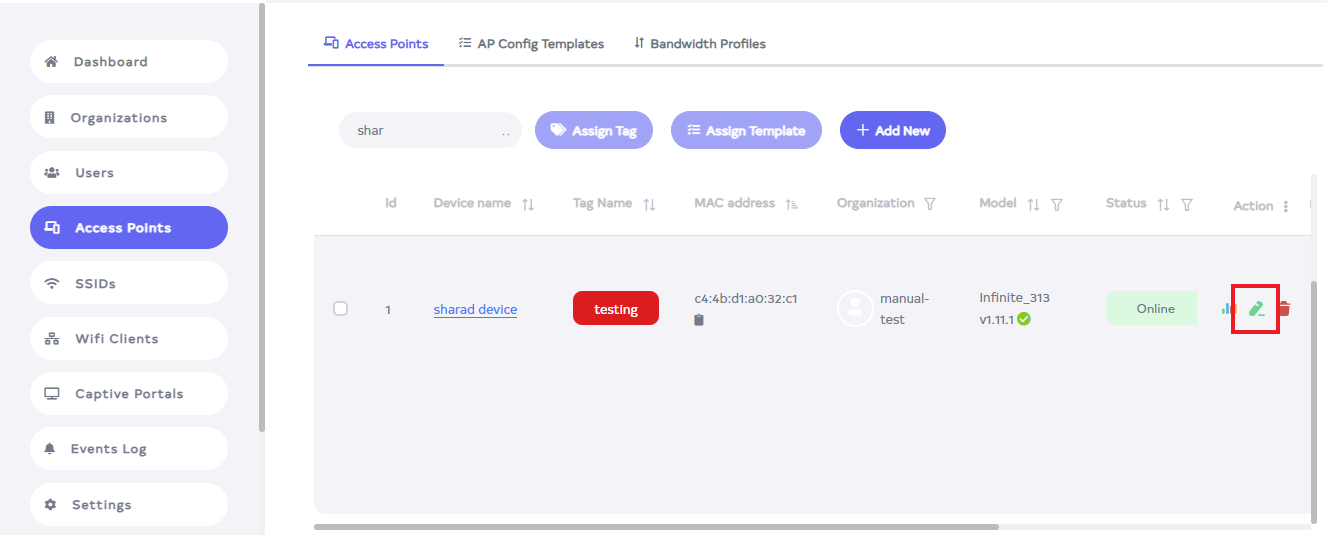 Access Points
AP Config Templates
Bandwidth Profiles
Dashboard
Organizations
Users
Access Points
SSIDs
Wifi Clients
Captive Portals
Events Log
Settings
shar
Assign Tag
Assign Template
+ Add New
Id
Device name
Tag Name
MAC address
Organization
Model
Status
Action
1
sharad device
testing
c4:4b:d1:a0:32:c1
manual-
test
Infinite_313
v1.11.1
Online